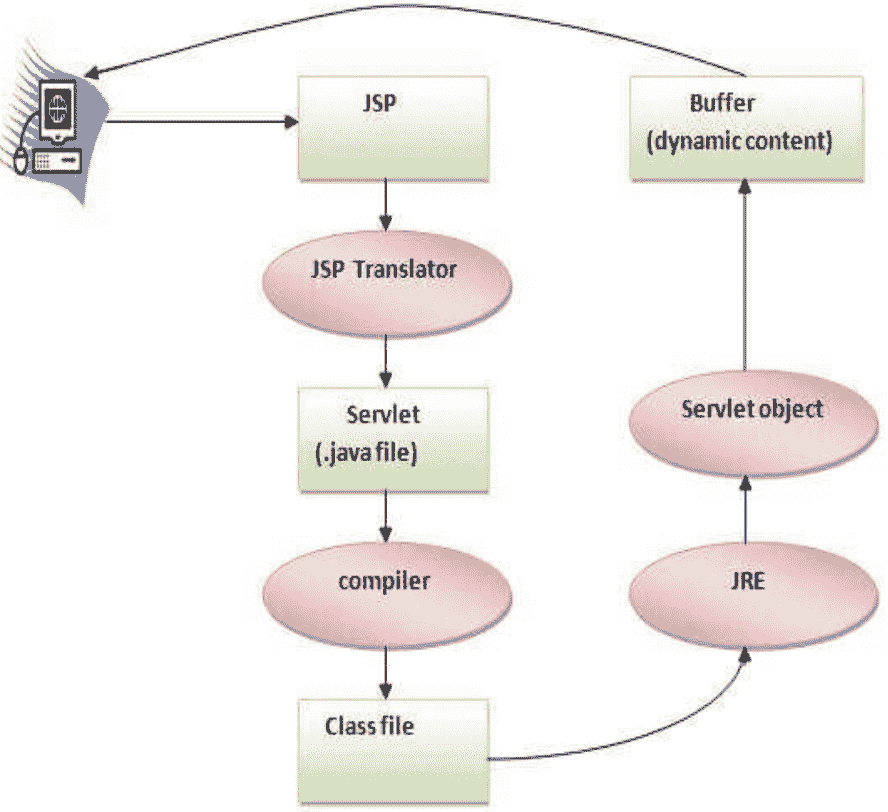 JSP
Buffer
(dynamic content)
JSP Translator
Servlet
(.java file)
Servlet object
compiler
JRE
Class file